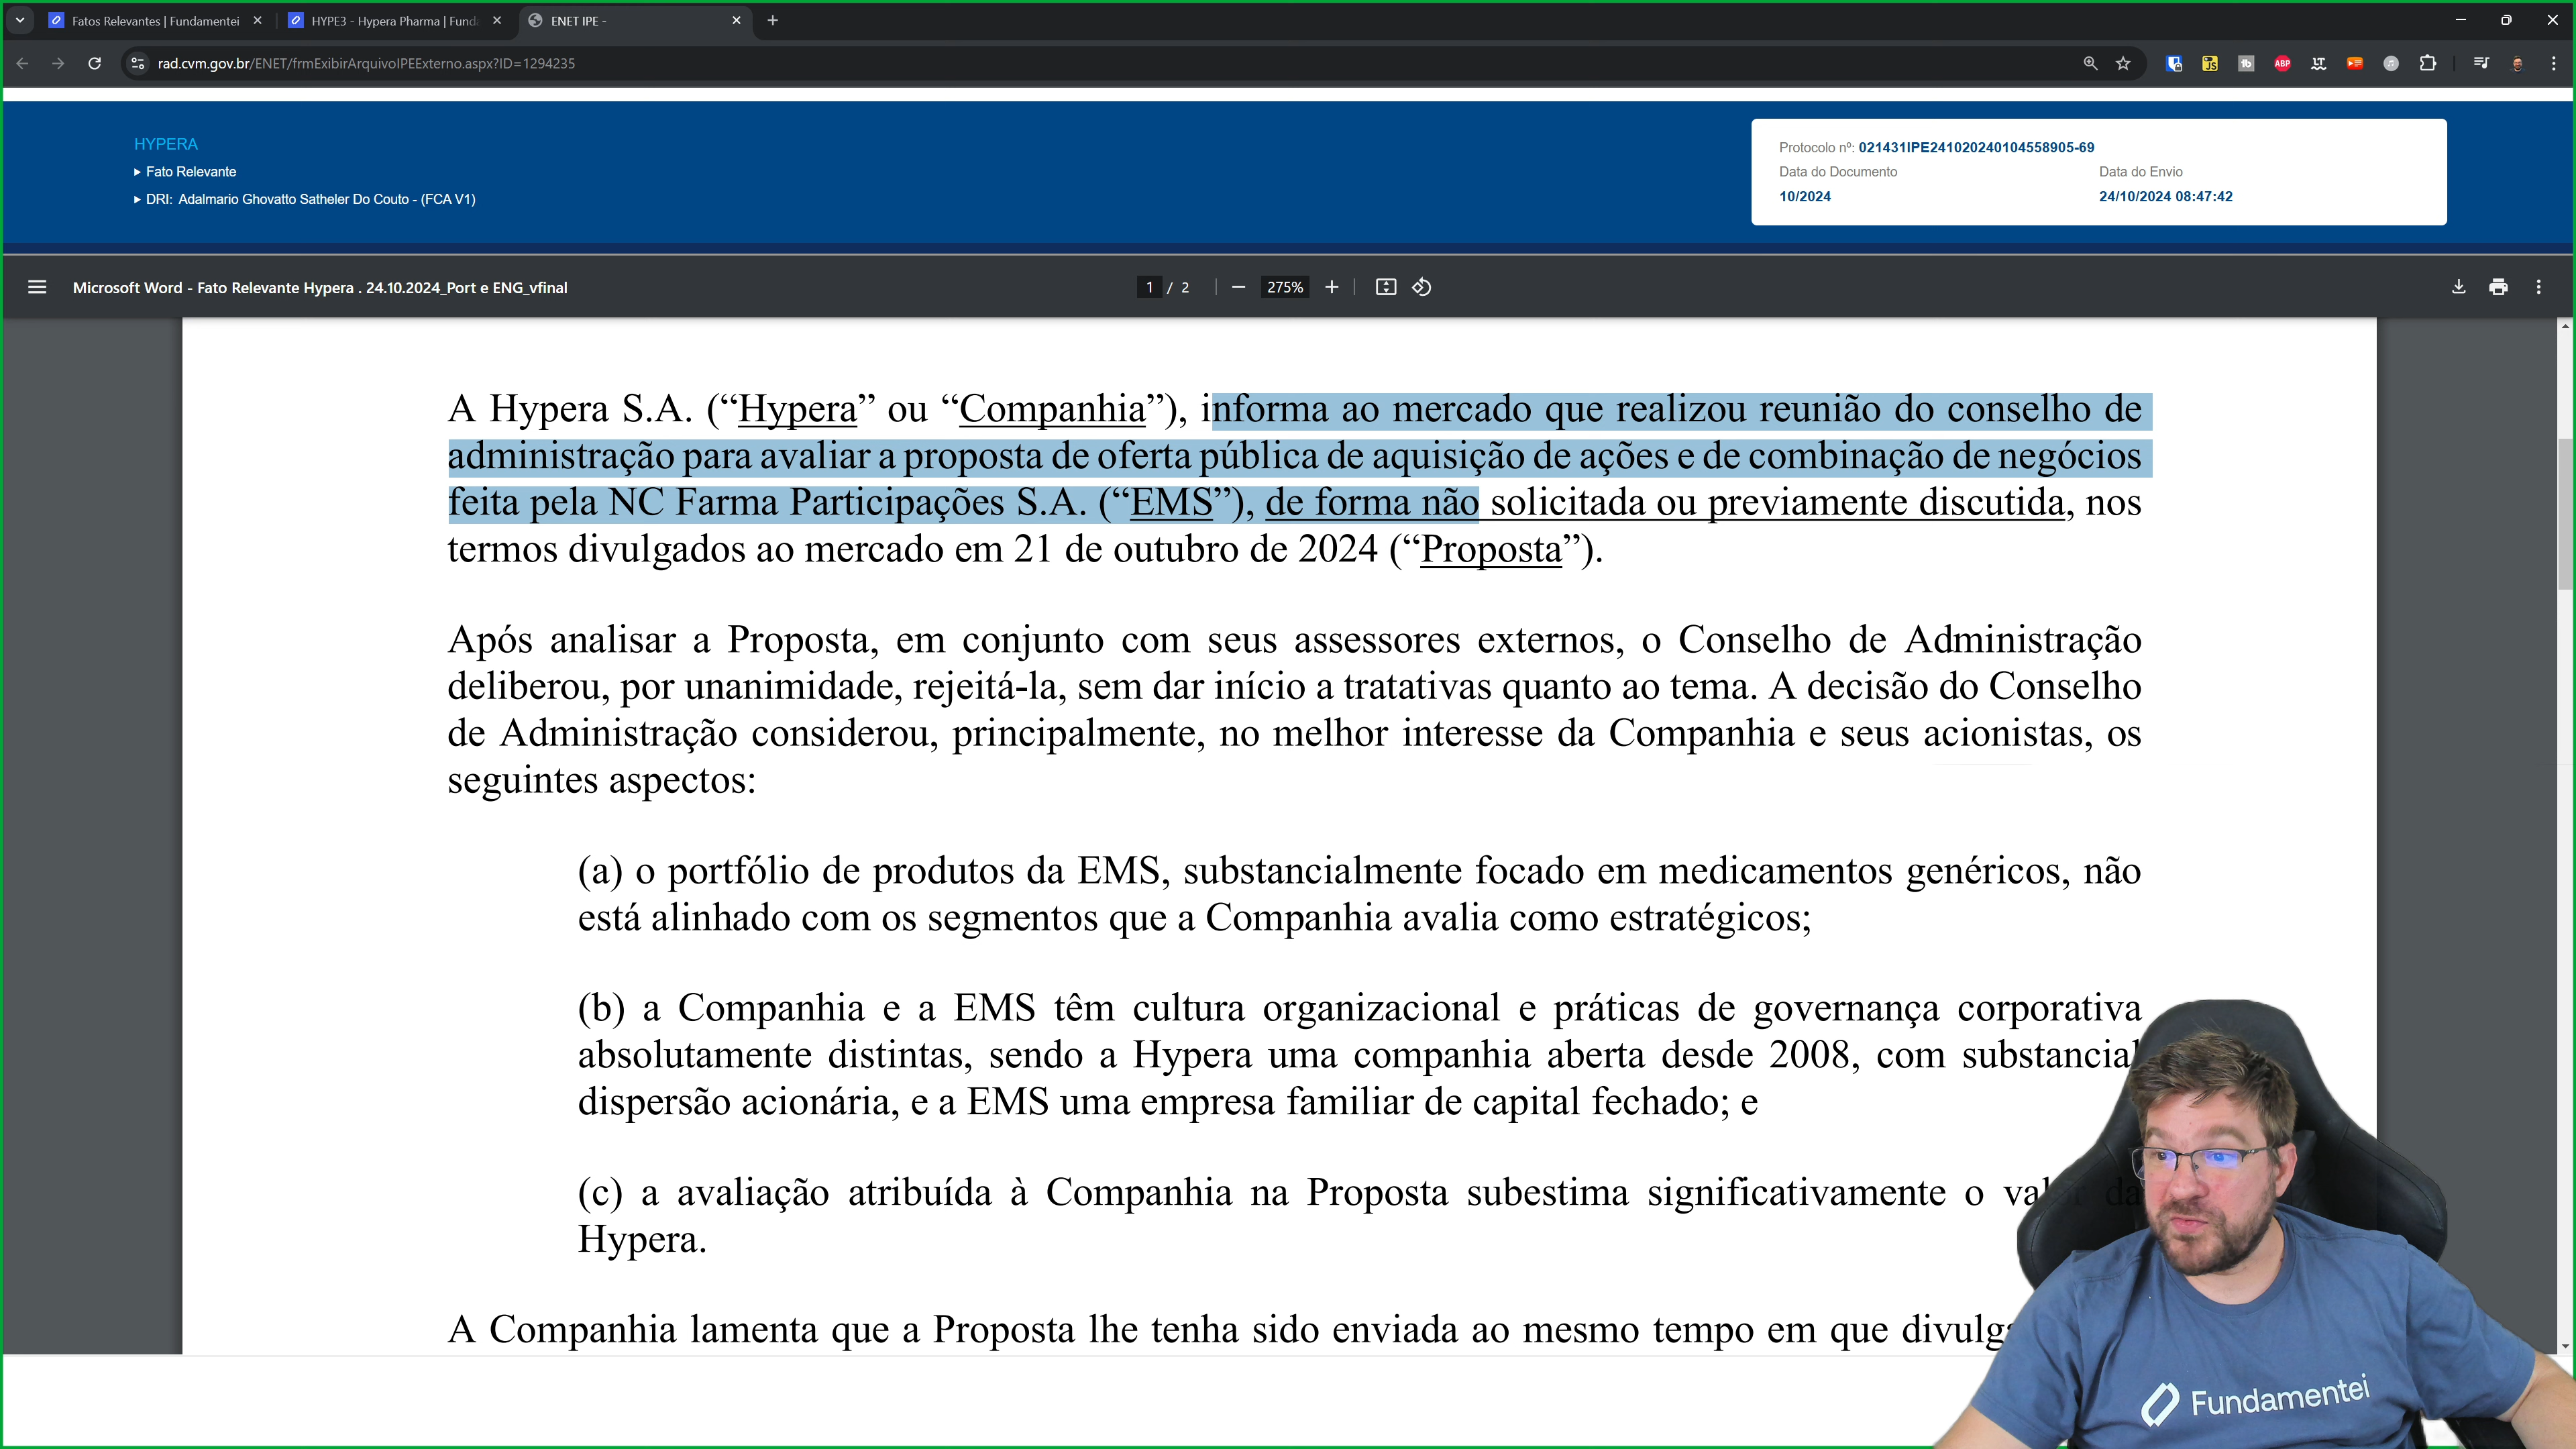 Fatos Relevantes | Fundamentei
HYPE3 - Hypera Pharma | Fund
ENET IPE -
rad.cvm.gov.br/ENET/frmExibirArquivoIPEExterno.aspx?ID=1294235
HYPERA
Fato Relevante
DRI: Adalmario Ghovatto Satheler Do Couto - (FCA V1)
Protocolo nº: 021431IPE241020240104558905-69
Data do Documento
Data do Envio
10/2024
24/10/2024 08:47:42
Microsoft Word - Fato Relevante Hypera . 24.10.2024_Port e ENG_vfinal
1 / 2
275%
A Hypera S.A. (“Hypera” ou “Companhia”), informa ao mercado que realizou reunião do conselho de
administração para avaliar a proposta de oferta pública de aquisição de ações e de combinação de negócios
feita pela NC Farma Participações S.A. (“EMS”), de forma não solicitada ou previamente discutida, nos
termos divulgados ao mercado em 21 de outubro de 2024 (“Proposta”).
Após analisar a Proposta, em conjunto com seus assessores externos, o Conselho de Administração
deliberou, por unanimidade, rejeitá-la, sem dar início a tratativas quanto ao tema. A decisão do Conselho
de Administração considerou, principalmente, no melhor interesse da Companhia e seus acionistas, os
seguintes aspectos:
(a) o portfólio de produtos da EMS, substancialmente focado em medicamentos genéricos, não
está alinhado com os segmentos que a Companhia avalia como estratégicos;
(b) a Companhia e a EMS têm cultura organizacional e práticas de governança corporativa
absolutamente distintas, sendo a Hypera uma companhia aberta desde 2008, com substancial
dispersão acionária, e a EMS uma empresa familiar de capital fechado; e
(c) a avaliação atribuída à Companhia na Proposta subestima significativamente o valor da
Hypera.
A Companhia lamenta que a Proposta lhe tenha sido enviada ao mesmo tempo em que divulga
Fundamentei
ABP
JS